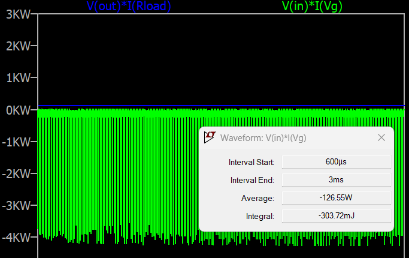 V(out)*I(Rload) V(in)*I(Vg)
3KW
2KW
1KW
0KW
-1KW
-2KW
-3KW
-4KW
Waveform: V(in)*I(Vg)
Interval Start: 600µs
Interval End: 3ms
Average: -126.55W
Integral: -303.72mJ